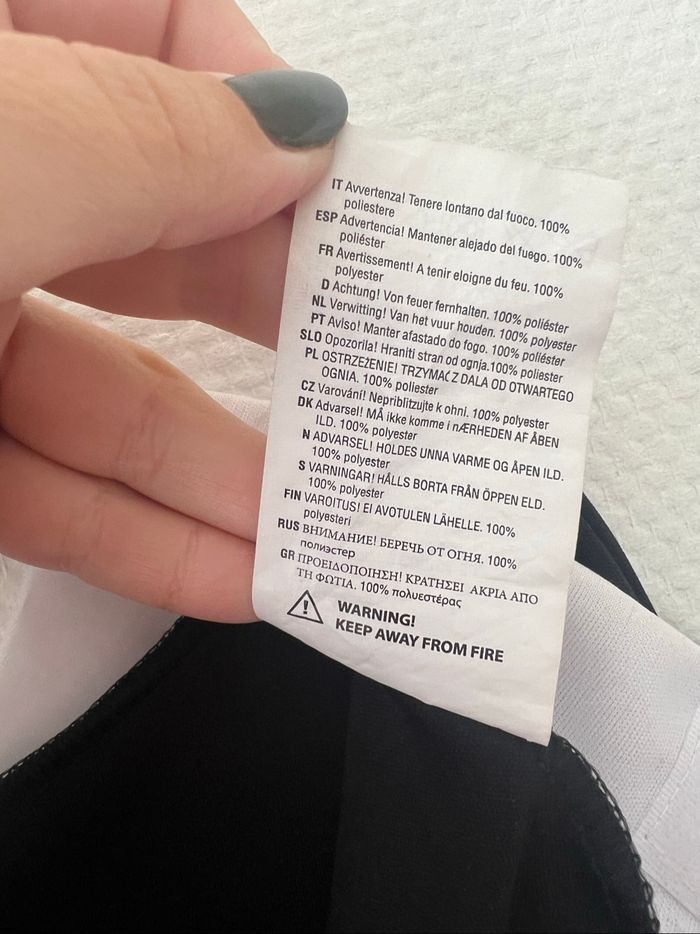 IT Avvertenza! Tenere lontano dal fuoco. 100%
poliestere
ESP Advertencia! Mantener alejado del fuego. 100%
poliéster
FR Avertissement! A tenir eloigne du feu. 100%
polyester
D Achtung! Von feuer fernhalten. 100% poliéster
NL Verwitting! Van het vuur houden. 100% polyester
PT Aviso! Manter afastado do fogo. 100% poliéster
SLO Opozorila! Hraniti stran od ognja.100% poliester
PL OSTRZEŻENIE! TRZYMAĆ Z DALA OD OTWARTEGO
OGNIA. 100% poliester
CZ Varování! Nepriblitzujte k ohni. 100% polyester
DK Advarsel! MÅ ikke komme i nÆRHEDEN AF ÅBEN
ILD. 100% polyester
N ADVARSEL! HOLDES UNNA VARME OG ÅPEN ILD.
100% polyester
S VARNINGAR! HÅLLS BORTA FRÅN ÖPPEN ELD.
100% polyester
FIN VAROITUS! EI AVOTULEN LÄHELLE. 100%
polyesteri
RUS ВНИМАНИЕ! БЕРЕЧЬ ОТ ОГНЯ. 100%
полиэстер
GR ΠΡΟΕΙΔΟΠΟΙΗΣΗ! ΚΡΑΤΗΣΕΙ ΑΚΡΙΑ ΑΠΟ
ΤΗ ΦΩΤΙΑ. 100% πολυεστέρας
WARNING!
KEEP AWAY FROM FIRE